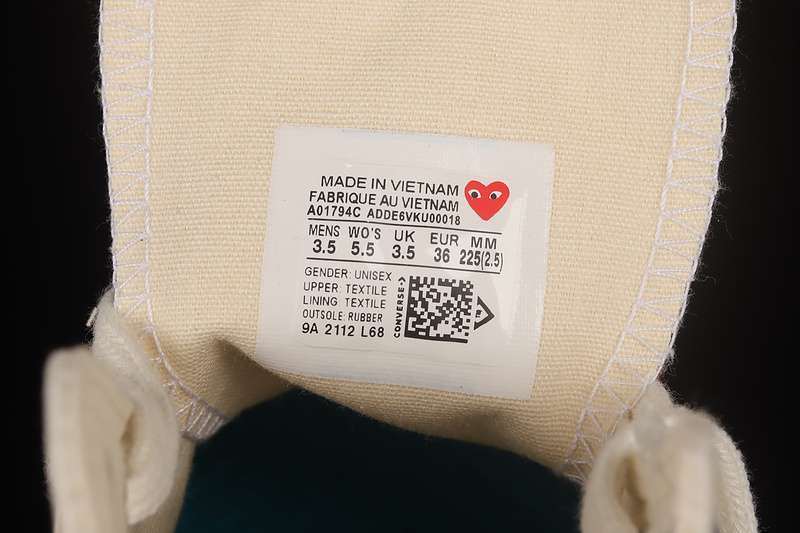 MADE IN VIETNAM
FABRIQUE AU VIETNAM
A01794C ADDE6VKU00018
MENS WO'S UK EUR MM
3.5 5.5 3.5 36 225(2.5)
GENDER: UNISEX
UPPER: TEXTILE
LINING: TEXTILE
OUTSOLE: RUBBER
9A 2112 L68
CONVERSE